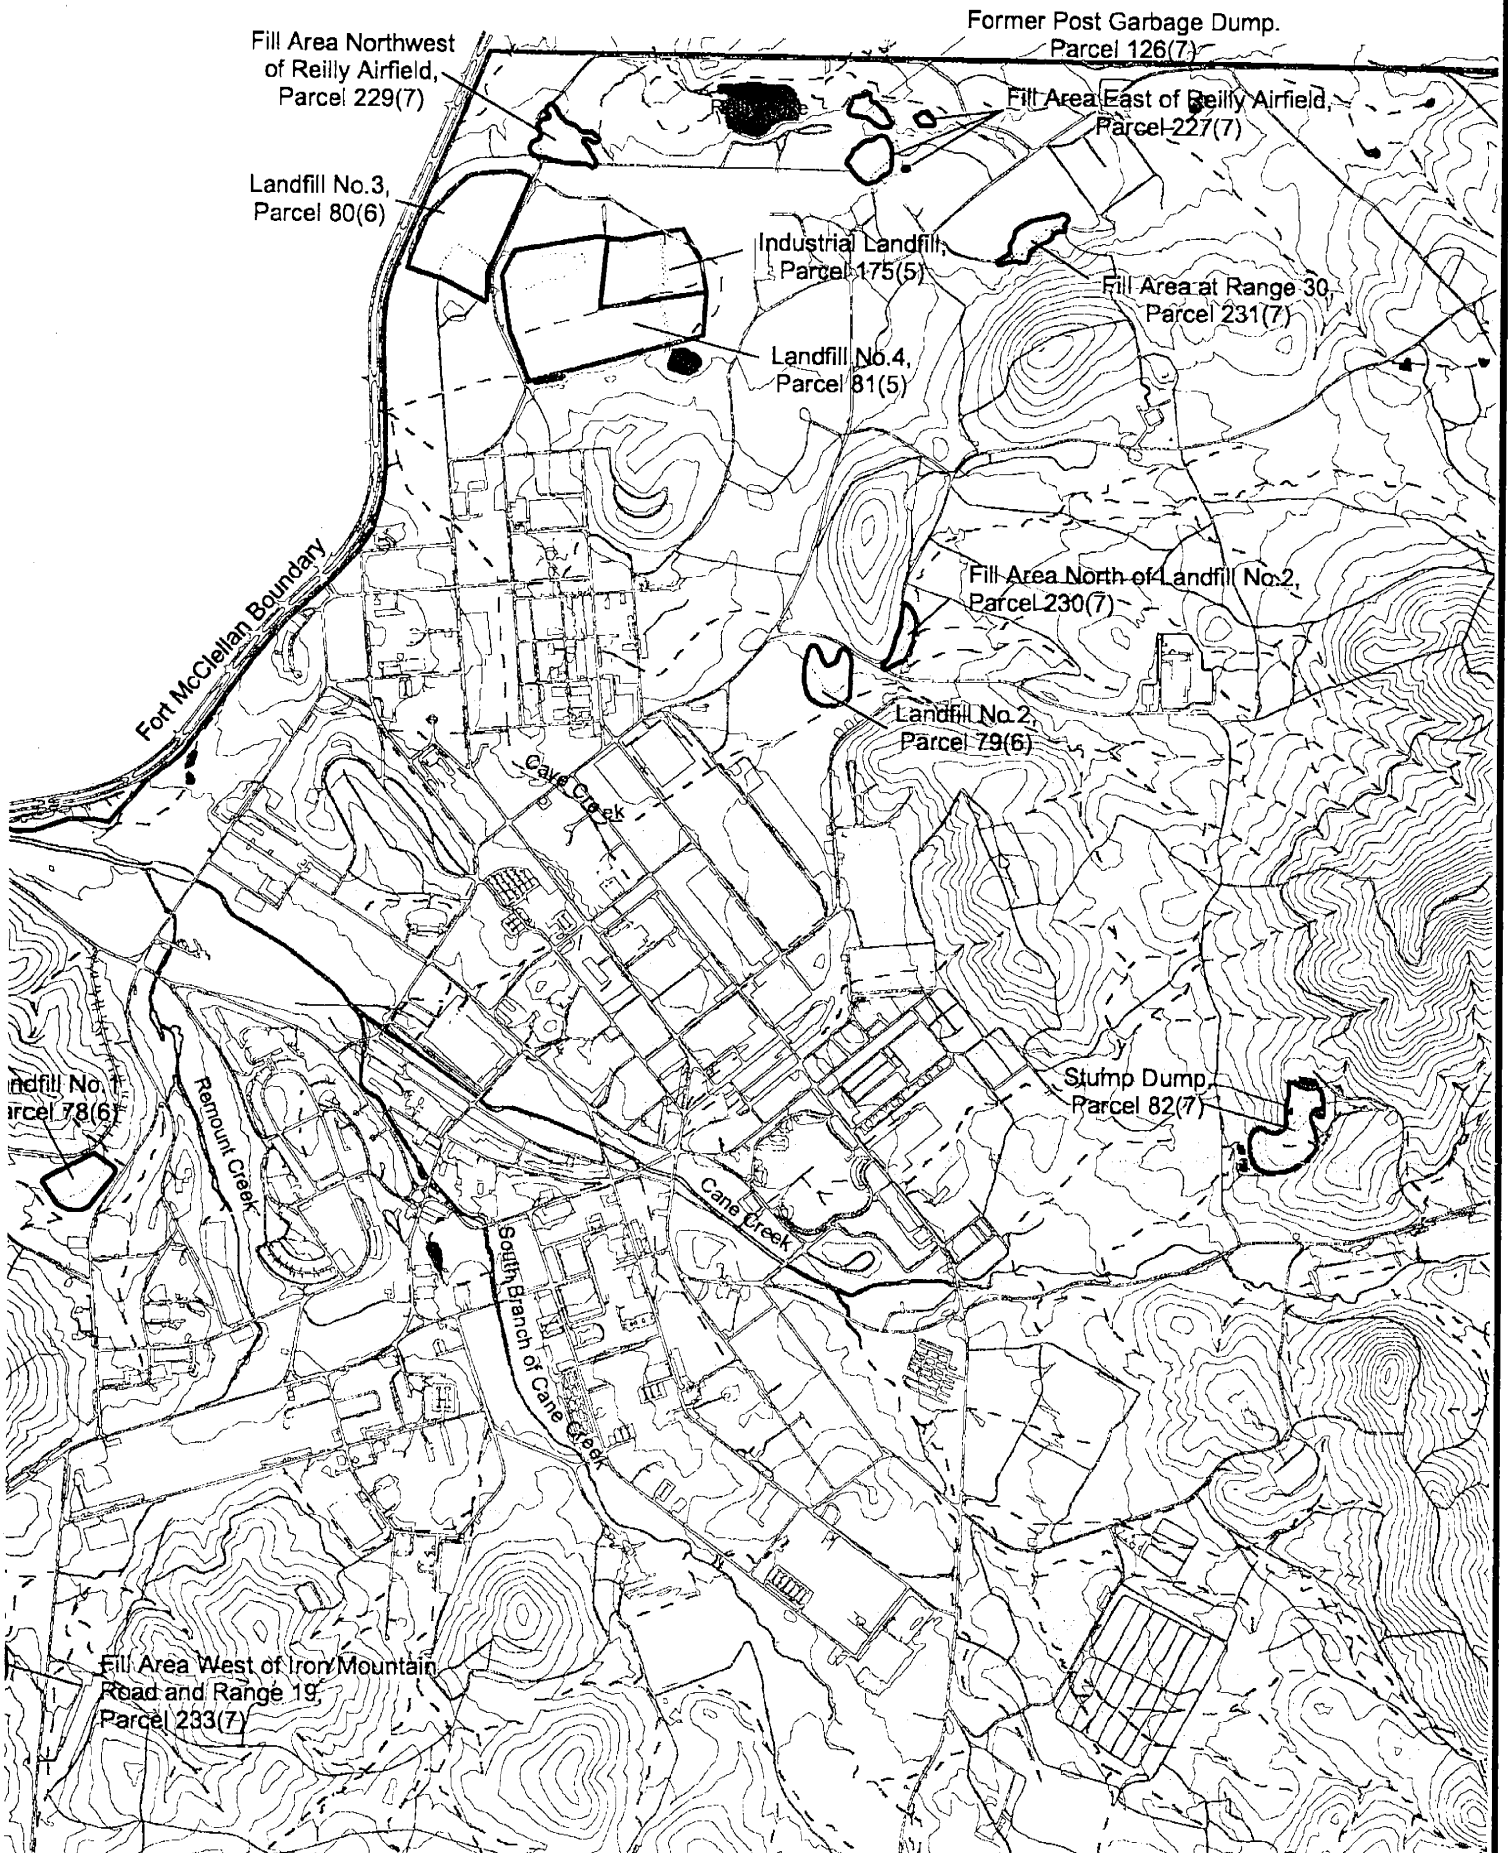 Former Post Garbage Dump.
Parcel 126(7)
Fill Area Northwest
of Reilly Airfield,
Parcel 229(7)
Fill Area East of Reilly Airfield,
Parcel 227(7)
Landfill No.3,
Parcel 80(6)
Industrial Landfill,
Parcel 175(5)
Fill Area at Range 30,
Parcel 231(7)
Landfill No.4,
Parcel 81(5)
Fort McClellan Boundary
Fill Area North of Landfill No.2,
Parcel 230(7)
Landfill No.2,
Parcel 79(6)
Cave Creek
ndfill No.1
arcel 78(6)
Remount Creek
Stump Dump,
Parcel 82(7)
Cane Creek
South Branch of Cane Creek
Fill Area West of Iron Mountain
Road and Range 19,
Parcel 233(7)